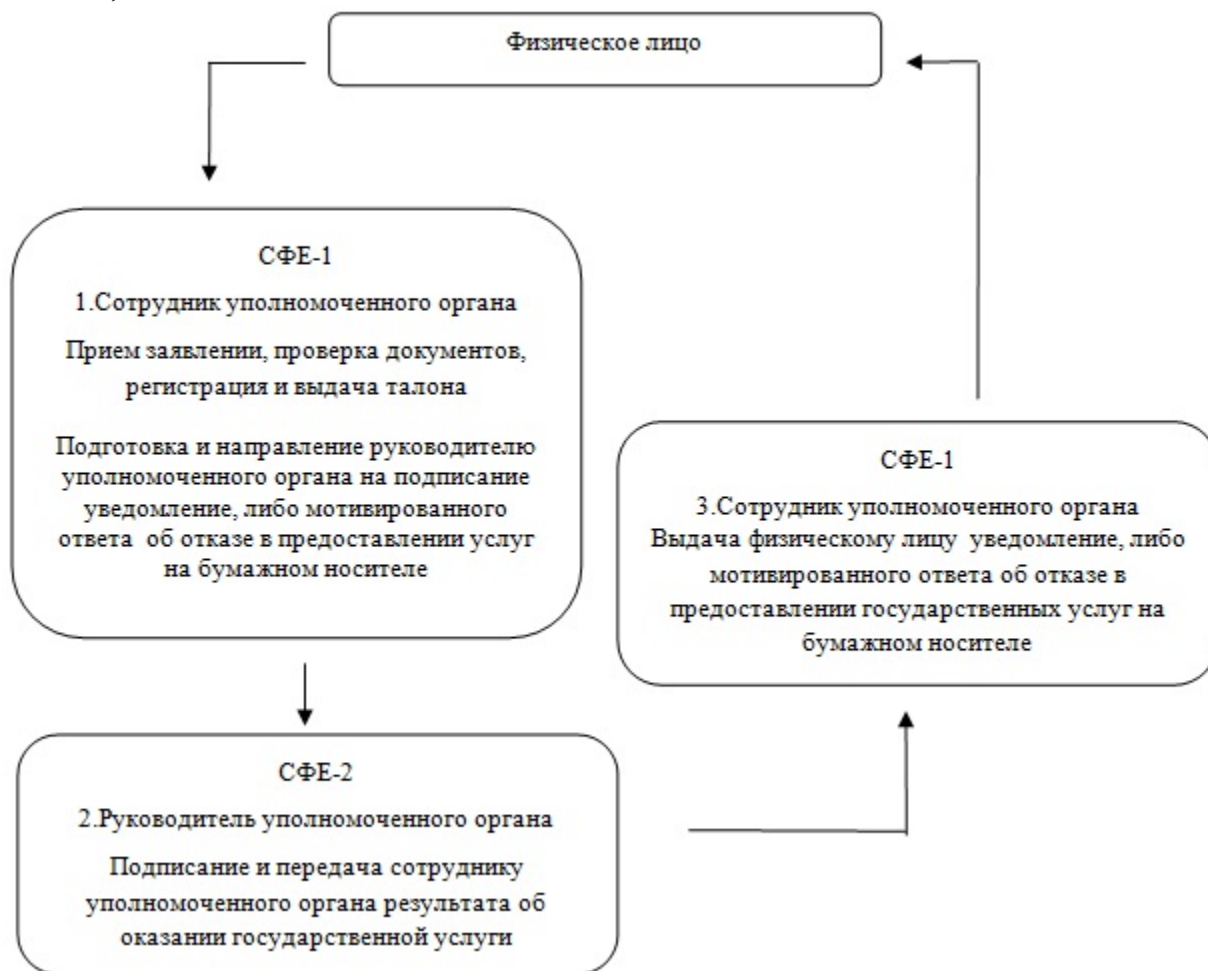 Физическое лицо
СФЕ-1
1.Сотрудник уполномоченного органа
Прием заявлении, проверка документов,
регистрация и выдача талона
Подготовка и направление руководителю
уполномоченного органа на подписание
уведомление, либо мотивированного
ответа об отказе в предоставлении услуг
на бумажном носителе
СФЕ-2
2.Руководитель уполномоченного органа
Подписание и передача сотруднику
уполномоченного органа результата об
оказании государственной услуги
СФЕ-1
3.Сотрудник уполномоченного органа
Выдача физическому лицу уведомление, либо
мотивированного ответа об отказе в
предоставлении государственных услуг на
бумажном носителе